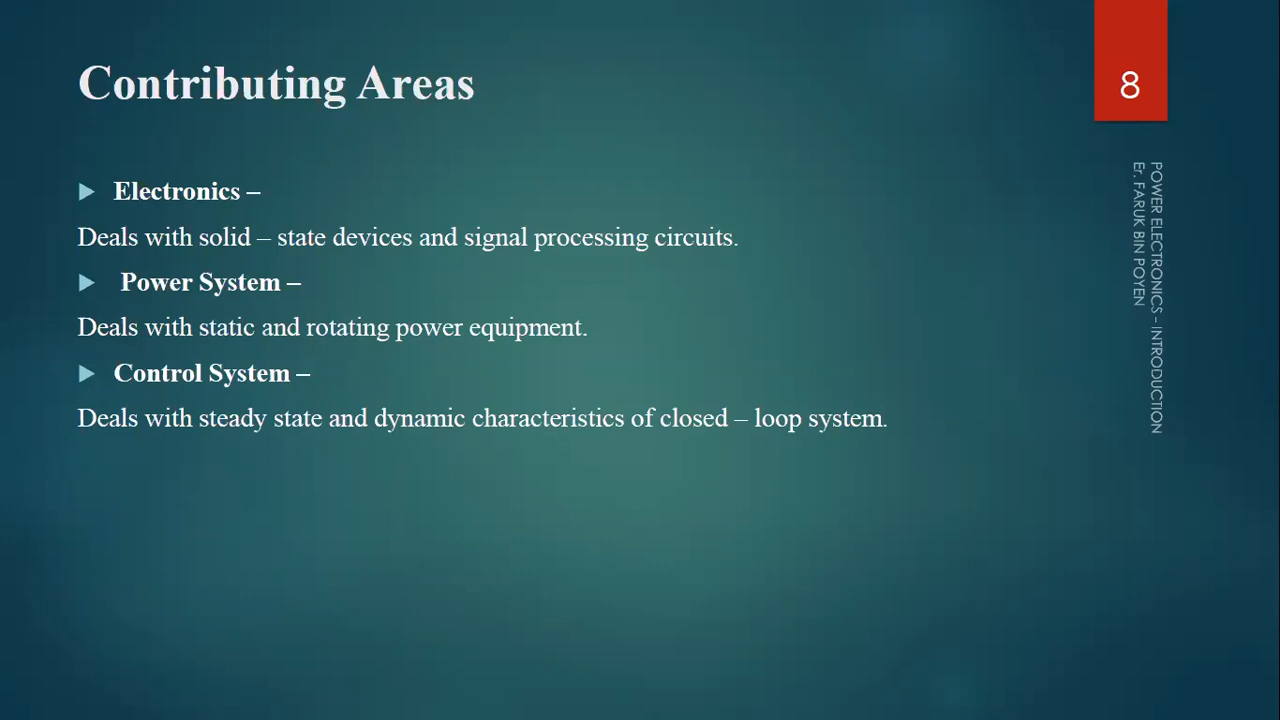 Contributing Areas
8
Electronics –
Deals with solid – state devices and signal processing circuits.
Power System –
Deals with static and rotating power equipment.
Control System –
Deals with steady state and dynamic characteristics of closed – loop system.
POWER ELECTRONICS – INTRODUCTION
Er. FARUK BIN POYEN